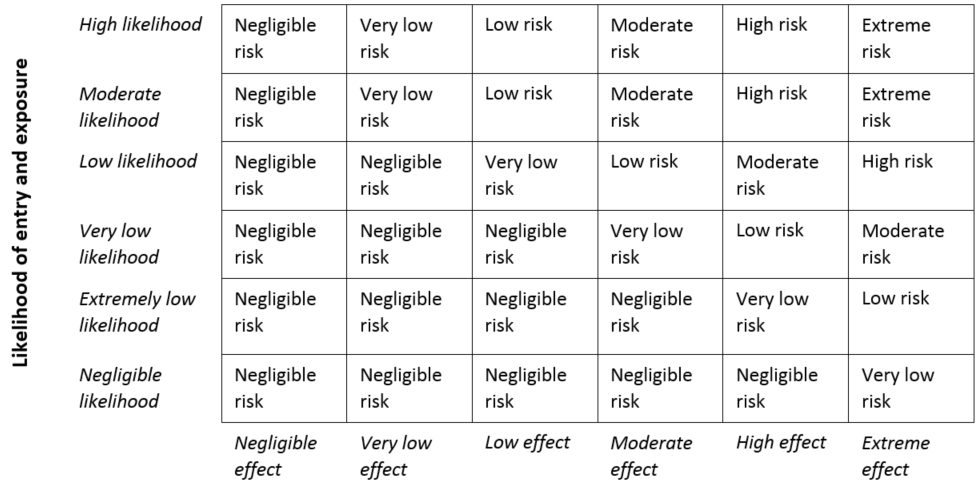 Likelihood of entry and exposure
High likelihood
Negligible
risk
Very low
risk
Low risk
Moderate
risk
High risk
Extreme
risk
Moderate
likelihood
Negligible
risk
Very low
risk
Low risk
Moderate
risk
High risk
Extreme
risk
Low likelihood
Negligible
risk
Negligible
risk
Very low
risk
Low risk
Moderate
risk
High risk
Very low
likelihood
Negligible
risk
Negligible
risk
Negligible
risk
Very low
risk
Low risk
Moderate
risk
Extremely low
likelihood
Negligible
risk
Negligible
risk
Negligible
risk
Negligible
risk
Very low
risk
Low risk
Negligible
likelihood
Negligible
risk
Negligible
risk
Negligible
risk
Negligible
risk
Negligible
risk
Very low
risk
Negligible
effect
Very low
effect
Low effect
Moderate
effect
High effect
Extreme
effect